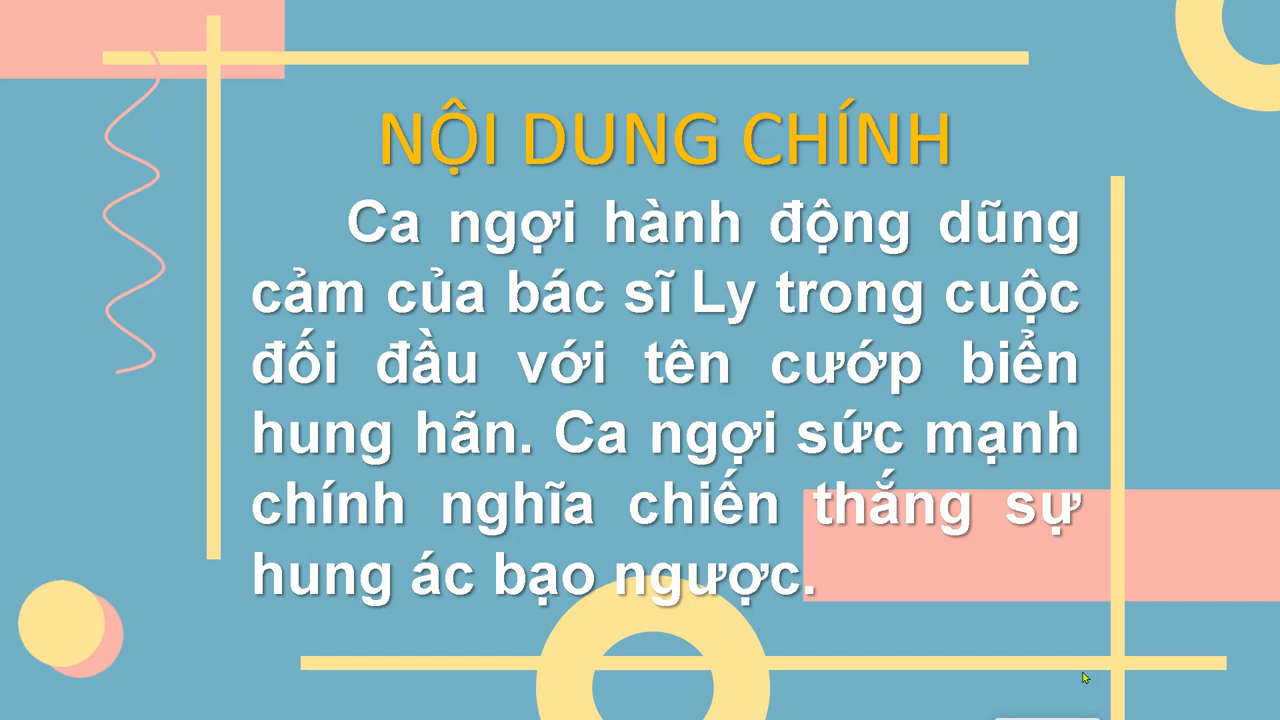 NỘI DUNG CHÍNH
Ca ngợi hành động dũng
cảm của bác sĩ Ly trong cuộc
đối đầu với tên cướp biển
hung hãn. Ca ngợi sức mạnh
chính nghĩa chiến thắng sự
hung ác bạo ngược.